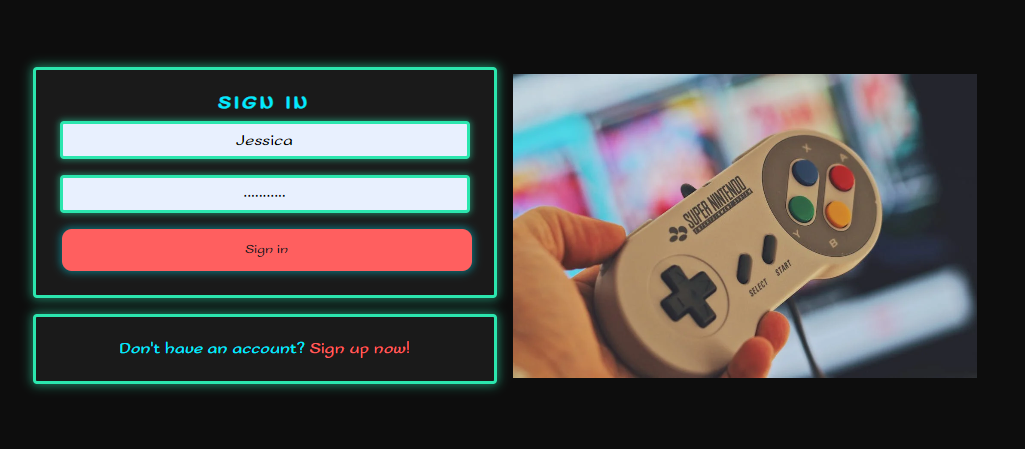 SIGN IN
Jessica
...........
Sign in
Don't have an account? Sign up now!
SUPER NINTENDO
X
A
Y
B
SELECT
START